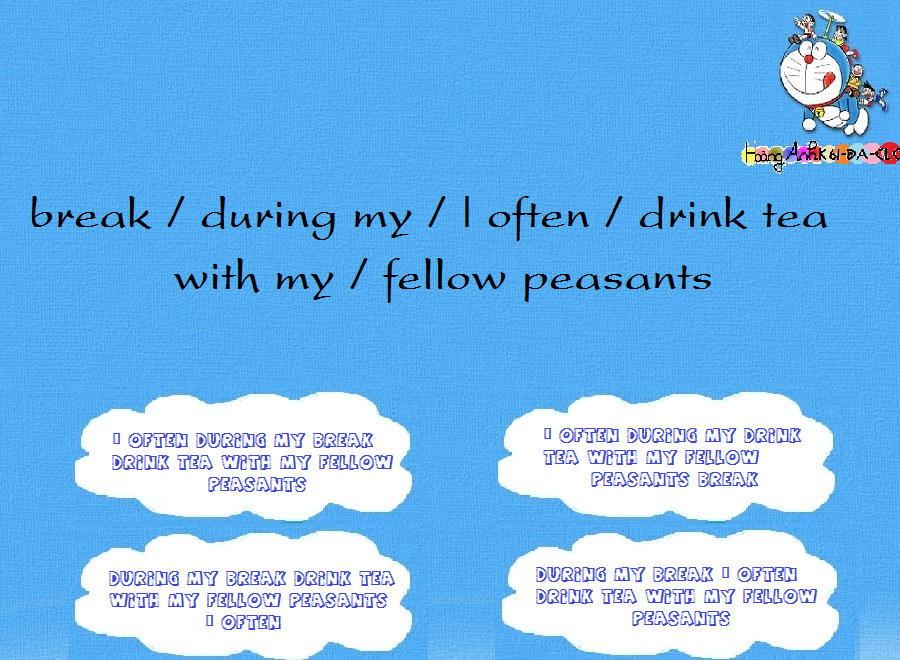 Hoàng Anh K61-ĐA-CLC
break / during my / I often / drink tea
with my / fellow peasants
I OFTEN DURING MY BREAK
DRINK TEA WITH MY FELLOW
PEASANTS
I OFTEN DURING MY DRINK
TEA WITH MY FELLOW
PEASANTS BREAK
DURING MY BREAK DRINK TEA
WITH MY FELLOW PEASANTS
I OFTEN
DURING MY BREAK I OFTEN
DRINK TEA WITH MY FELLOW
PEASANTS